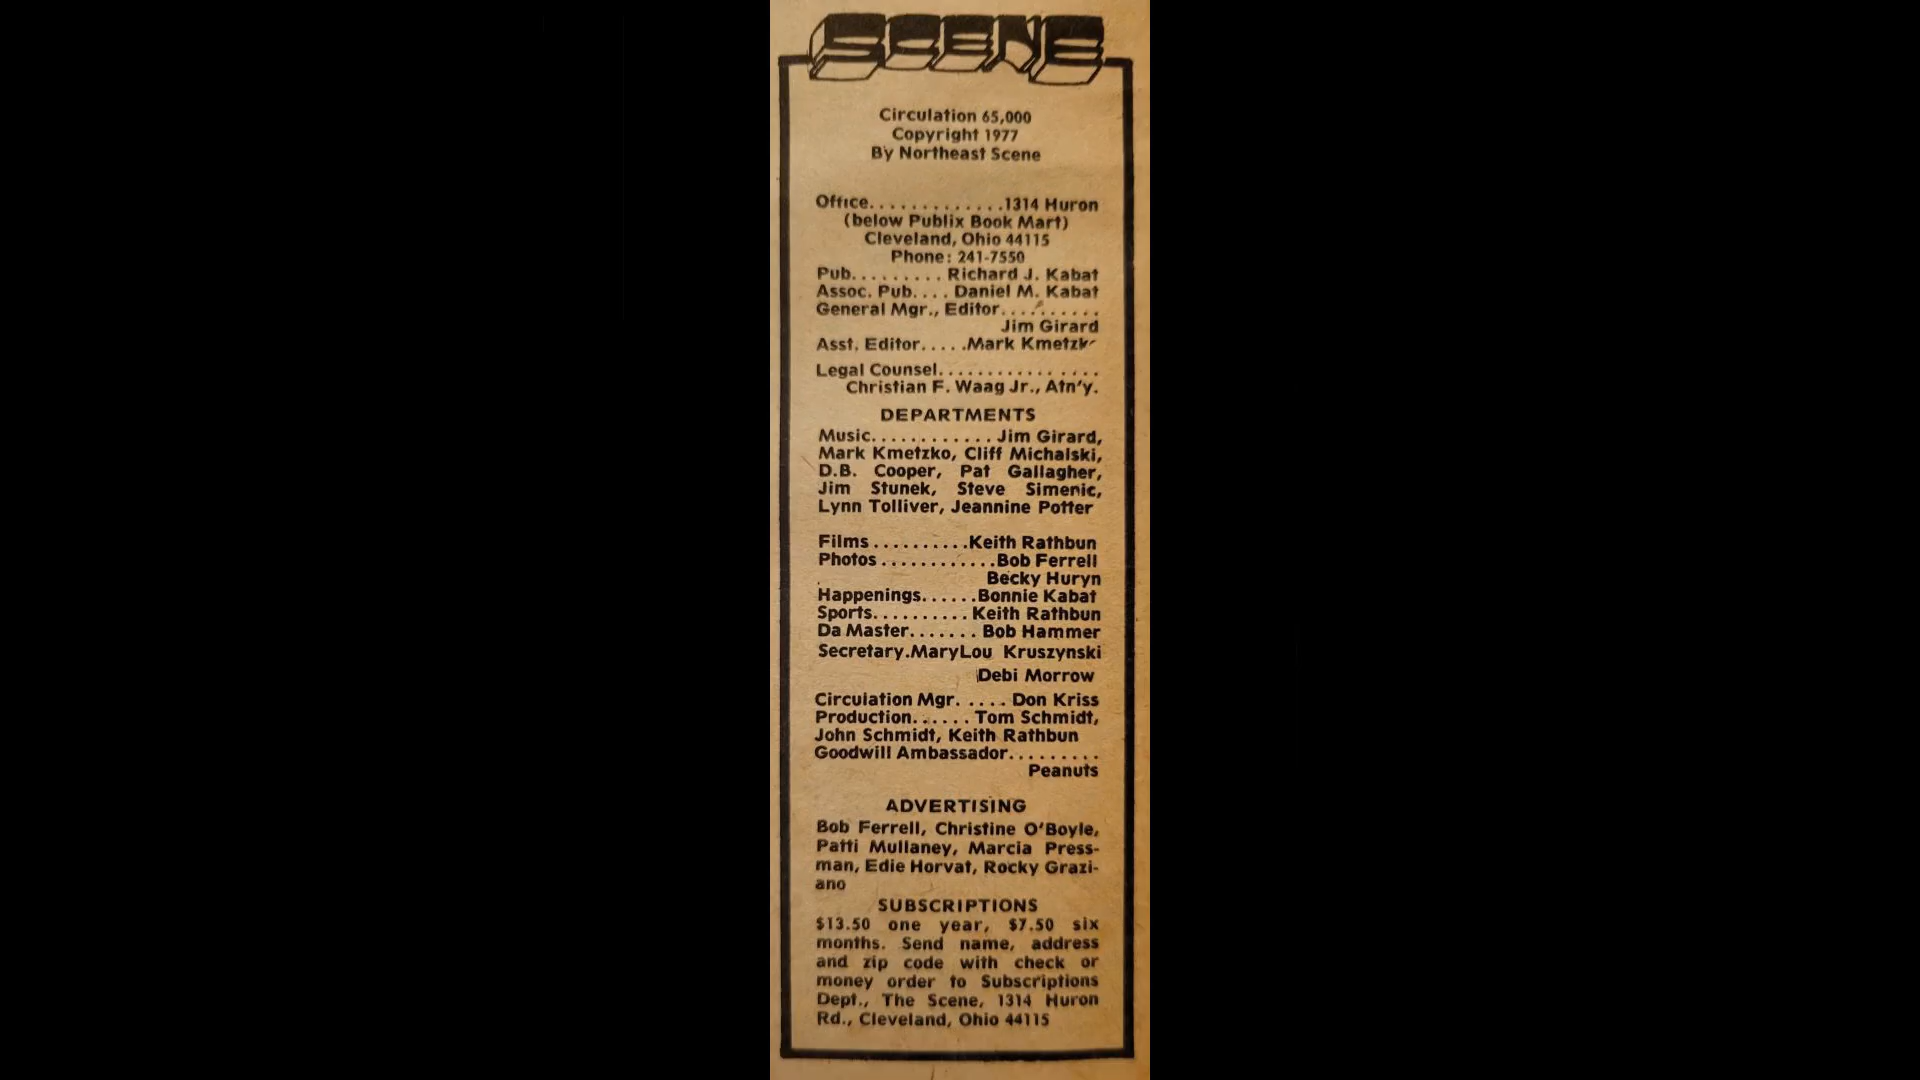 SCENE
Circulation 65,000
Copyright 1977
By Northeast Scene
Office.............1314 Huron
(below Publix Book Mart)
Cleveland, Ohio 44115
Phone: 241-7550
Pub......... Richard J. Kabat
Assoc. Pub.... Daniel M. Kabat
General Mgr., Editor..........
Jim Girard
Asst. Editor.....Mark Kmetzko
Legal Counsel................
Christian F. Waag Jr., Atn'y.
DEPARTMENTS
Music............ Jim Girard,
Mark Kmetzko, Cliff Michalski,
D.B. Cooper, Pat Gallagher,
Jim Stunek, Steve Simenic,
Lynn Tolliver, Jeannine Potter
Films..........Keith Rathbun
Photos............Bob Ferrell
Becky Huryn
Happenings......Bonnie Kabat
Sports.......... Keith Rathbun
Da Master....... Bob Hammer
Secretary.MaryLou Kruszynski
Debi Morrow
Circulation Mgr..... Don Kriss
Production...... Tom Schmidt,
John Schmidt, Keith Rathbun
Goodwill Ambassador.........
Peanuts
ADVERTISING
Bob Ferrell, Christine O'Boyle,
Patti Mullaney, Marcia Press-
man, Edie Horvat, Rocky Grazi-
ano
SUBSCRIPTIONS
$13.50 one year, $7.50 six
months. Send name, address
and zip code with check or
money order to Subscriptions
Dept., The Scene, 1314 Huron
Rd., Cleveland, Ohio 44115